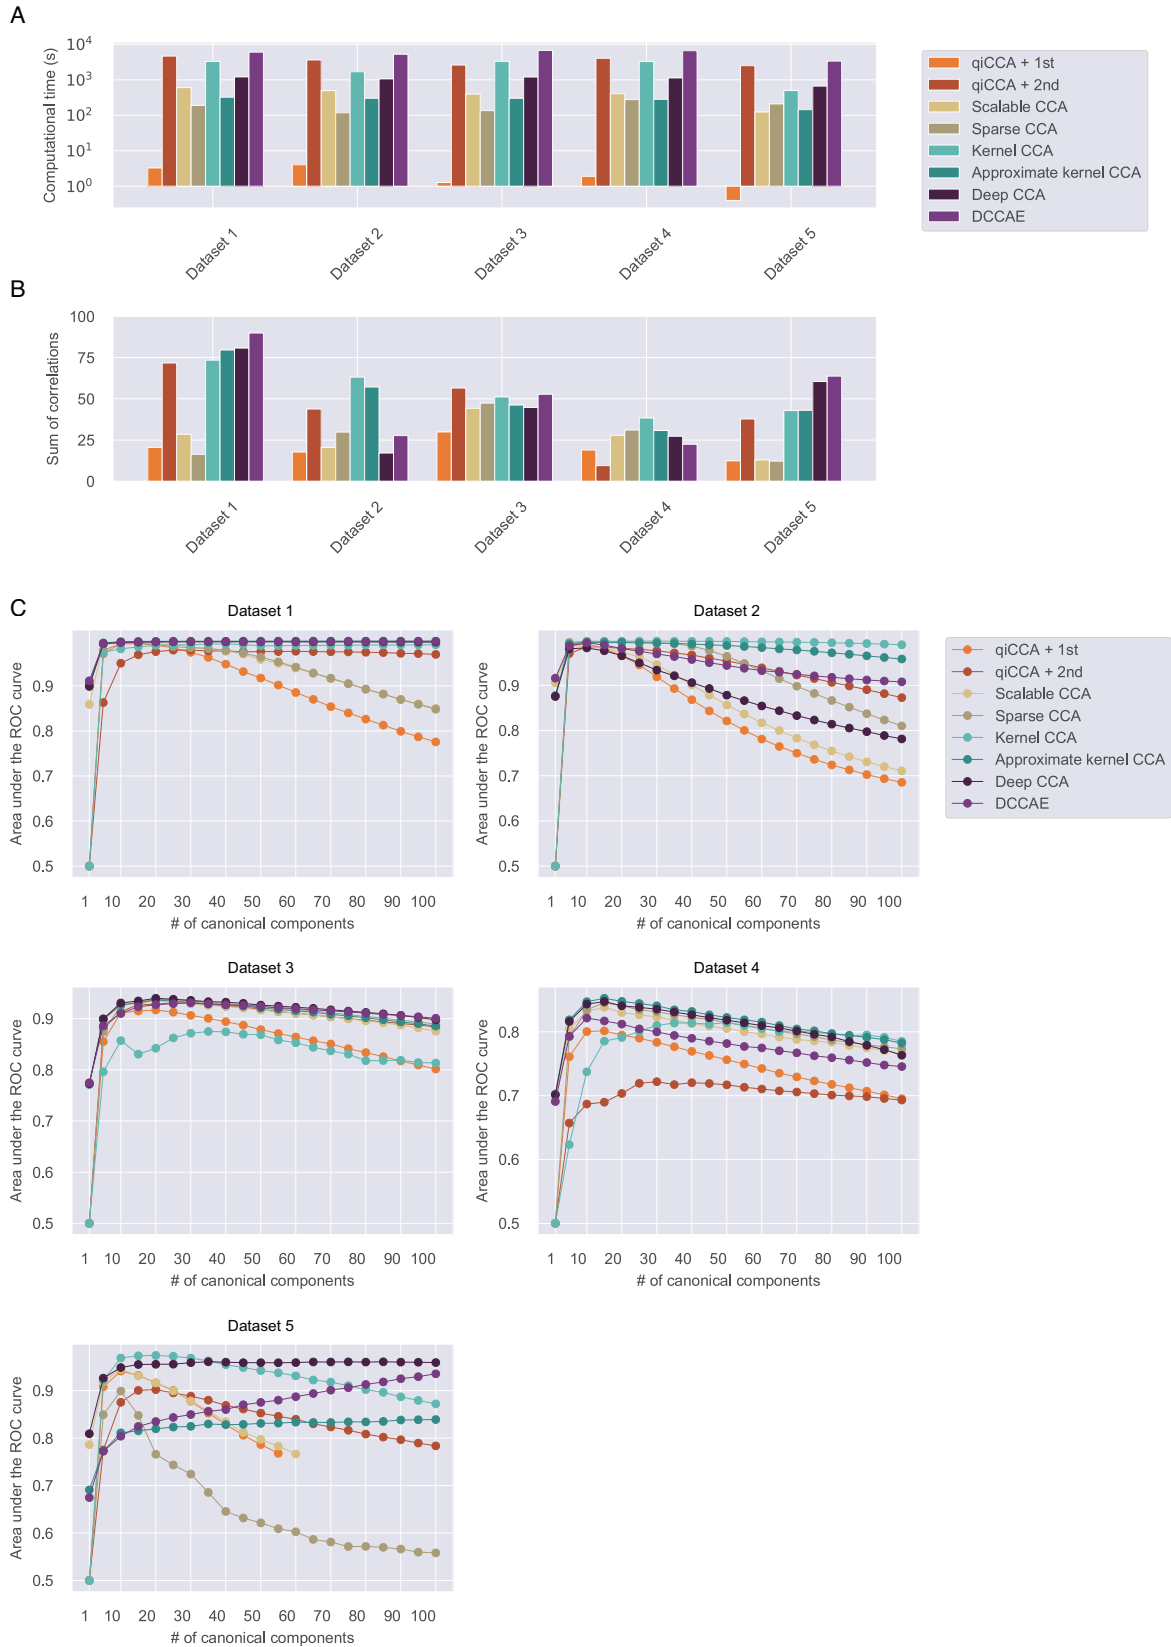 A
Computational time (s)
10^4
10^3
10^2
10^1
10^0
Dataset 1
Dataset 2
Dataset 3
Dataset 4
Dataset 5
qiCCA + 1st
qiCCA + 2nd
Scalable CCA
Sparse CCA
Kernel CCA
Approximate kernel CCA
Deep CCA
DCCAE
B
Sum of correlations
100
75
50
25
0
Dataset 1
Dataset 2
Dataset 3
Dataset 4
Dataset 5
C
Dataset 1
Area under the ROC curve
0.9
0.8
0.7
0.6
0.5
1 10 20 30 40 50 60 70 80 90 100
# of canonical components
Dataset 2
Area under the ROC curve
0.9
0.8
0.7
0.6
0.5
1 10 20 30 40 50 60 70 80 90 100
# of canonical components
qiCCA + 1st
qiCCA + 2nd
Scalable CCA
Sparse CCA
Kernel CCA
Approximate kernel CCA
Deep CCA
DCCAE
Dataset 3
Area under the ROC curve
0.9
0.8
0.7
0.6
0.5
1 10 20 30 40 50 60 70 80 90 100
# of canonical components
Dataset 4
Area under the ROC curve
0.8
0.7
0.6
0.5
1 10 20 30 40 50 60 70 80 90 100
# of canonical components
Dataset 5
Area under the ROC curve
0.9
0.8
0.7
0.6
0.5
1 10 20 30 40 50 60 70 80 90 100
# of canonical components